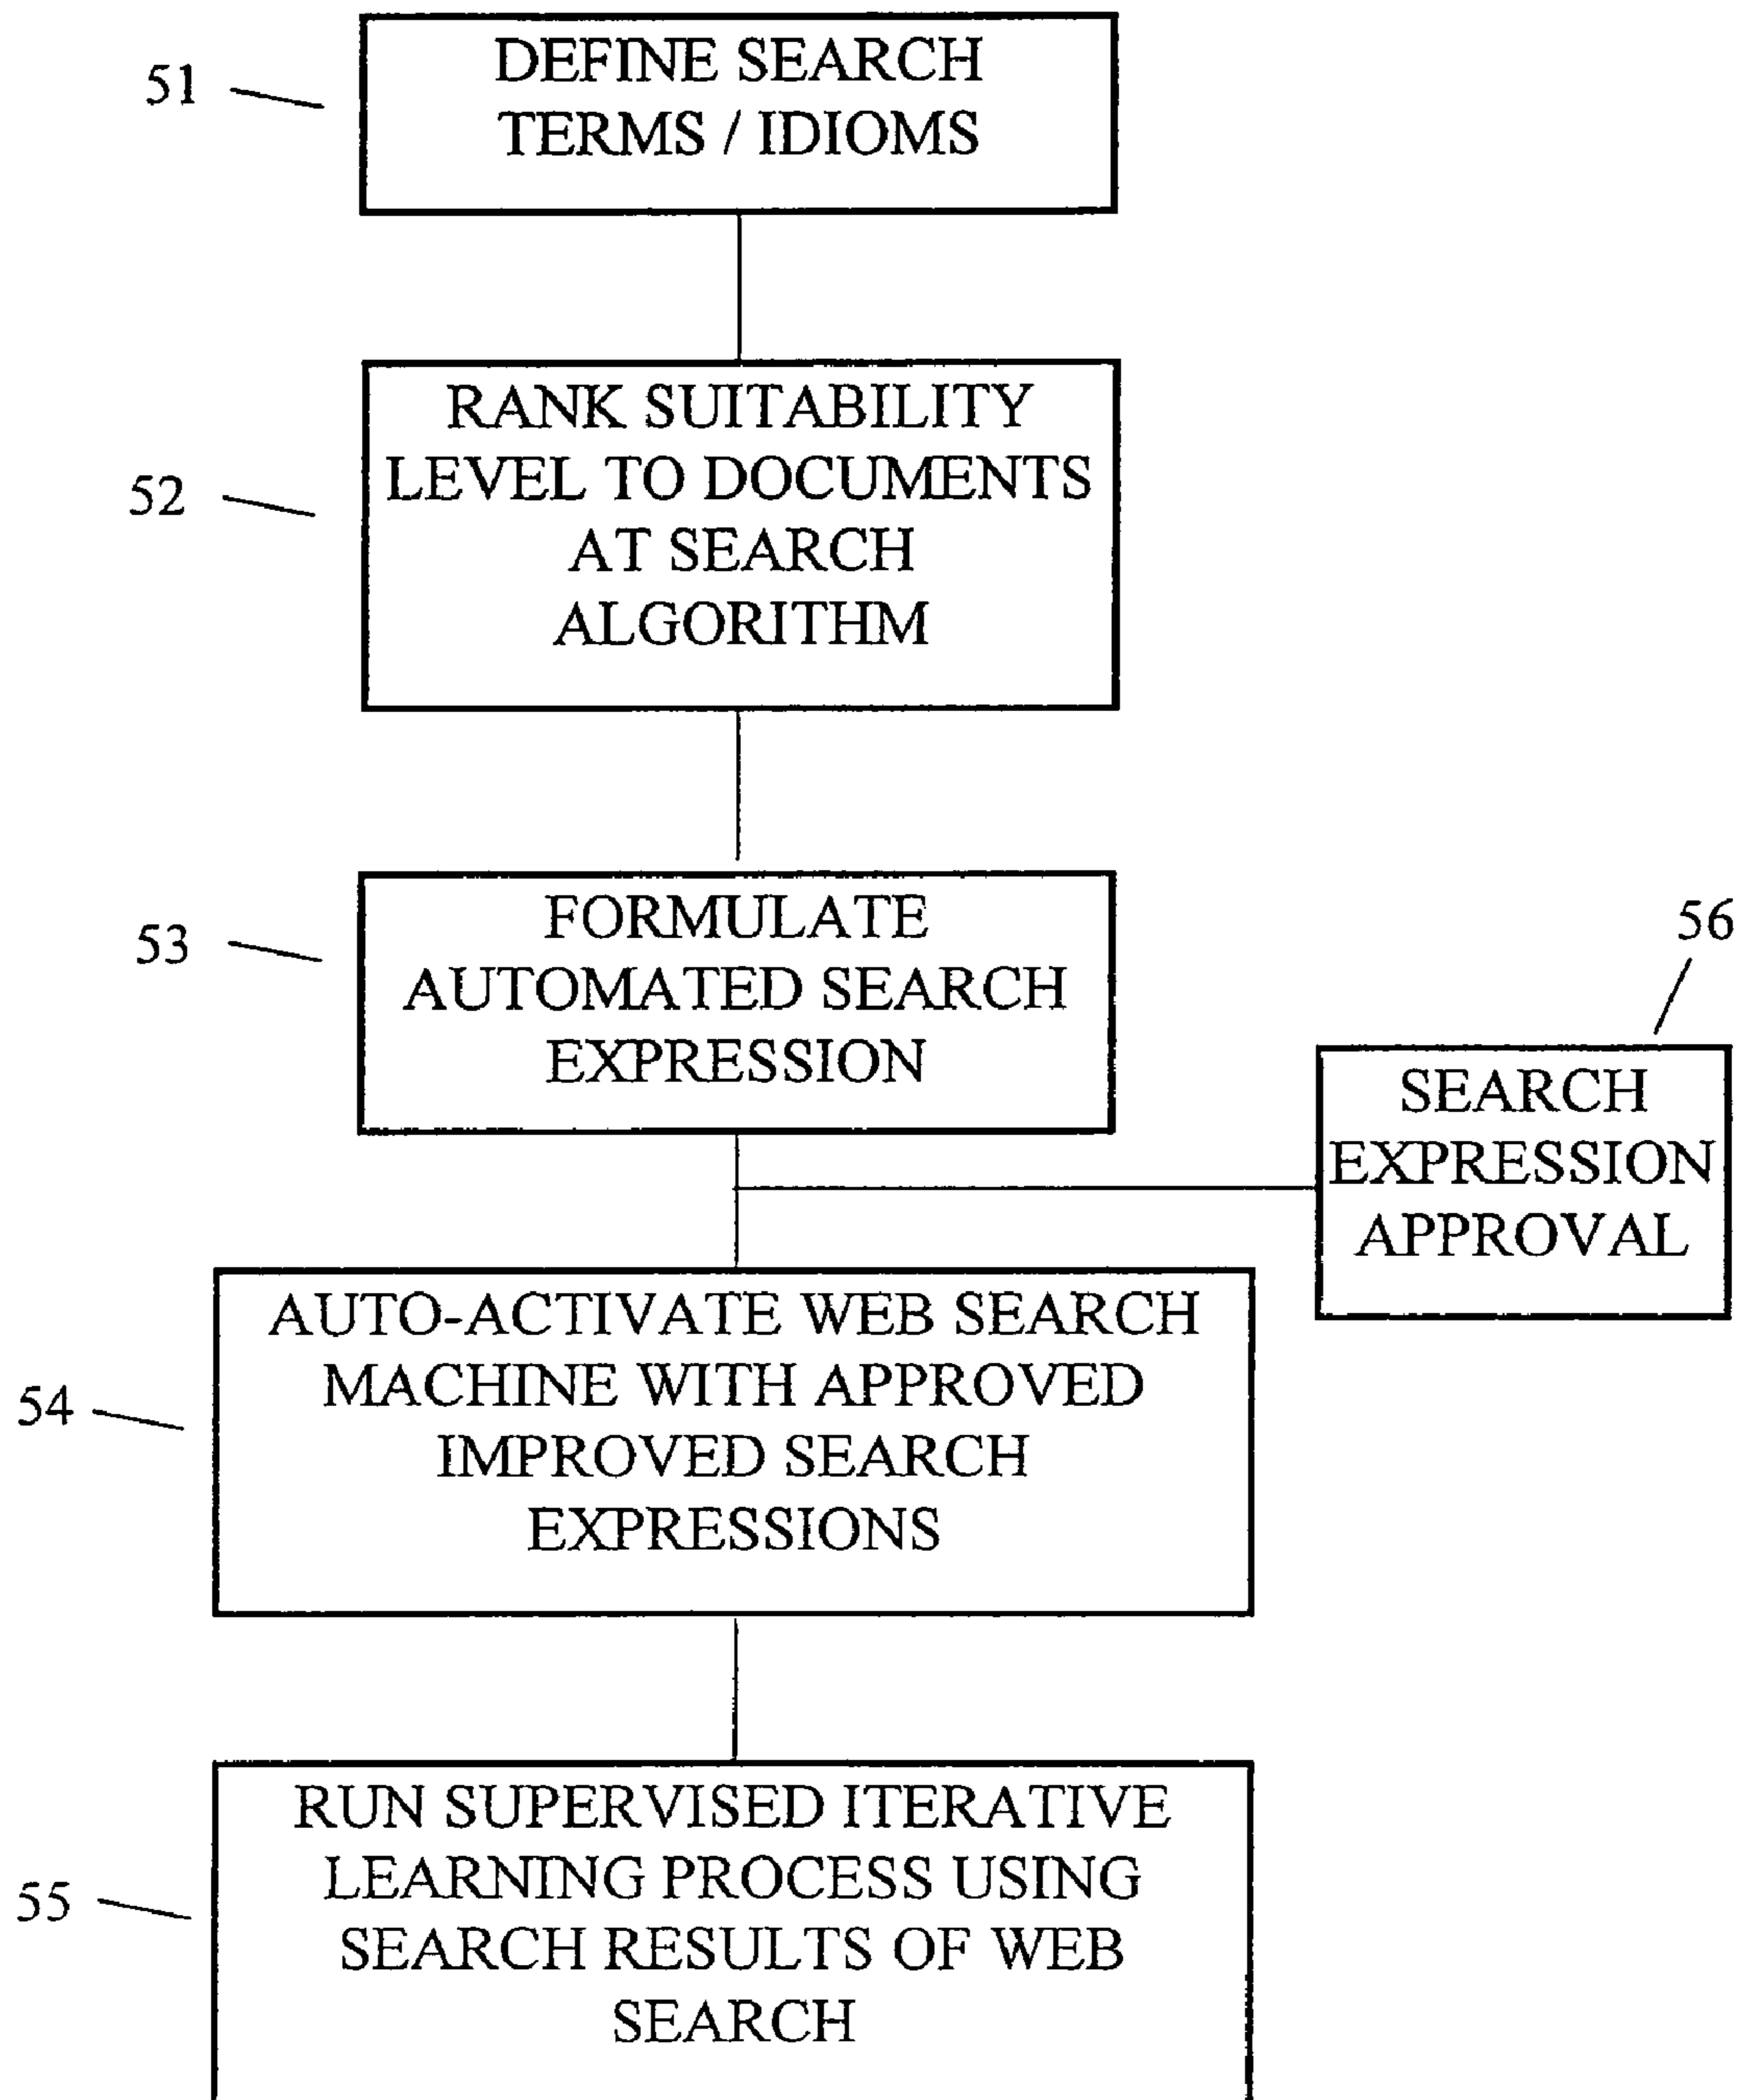 51
DEFINE SEARCH
TERMS / IDIOMS
52
RANK SUITABILITY
LEVEL TO DOCUMENTS
AT SEARCH
ALGORITHM
53
FORMULATE
AUTOMATED SEARCH
EXPRESSION
56
SEARCH
EXPRESSION
APPROVAL
54
AUTO-ACTIVATE WEB SEARCH
MACHINE WITH APPROVED
IMPROVED SEARCH
EXPRESSIONS
55
RUN SUPERVISED ITERATIVE
LEARNING PROCESS USING
SEARCH RESULTS OF WEB
SEARCH